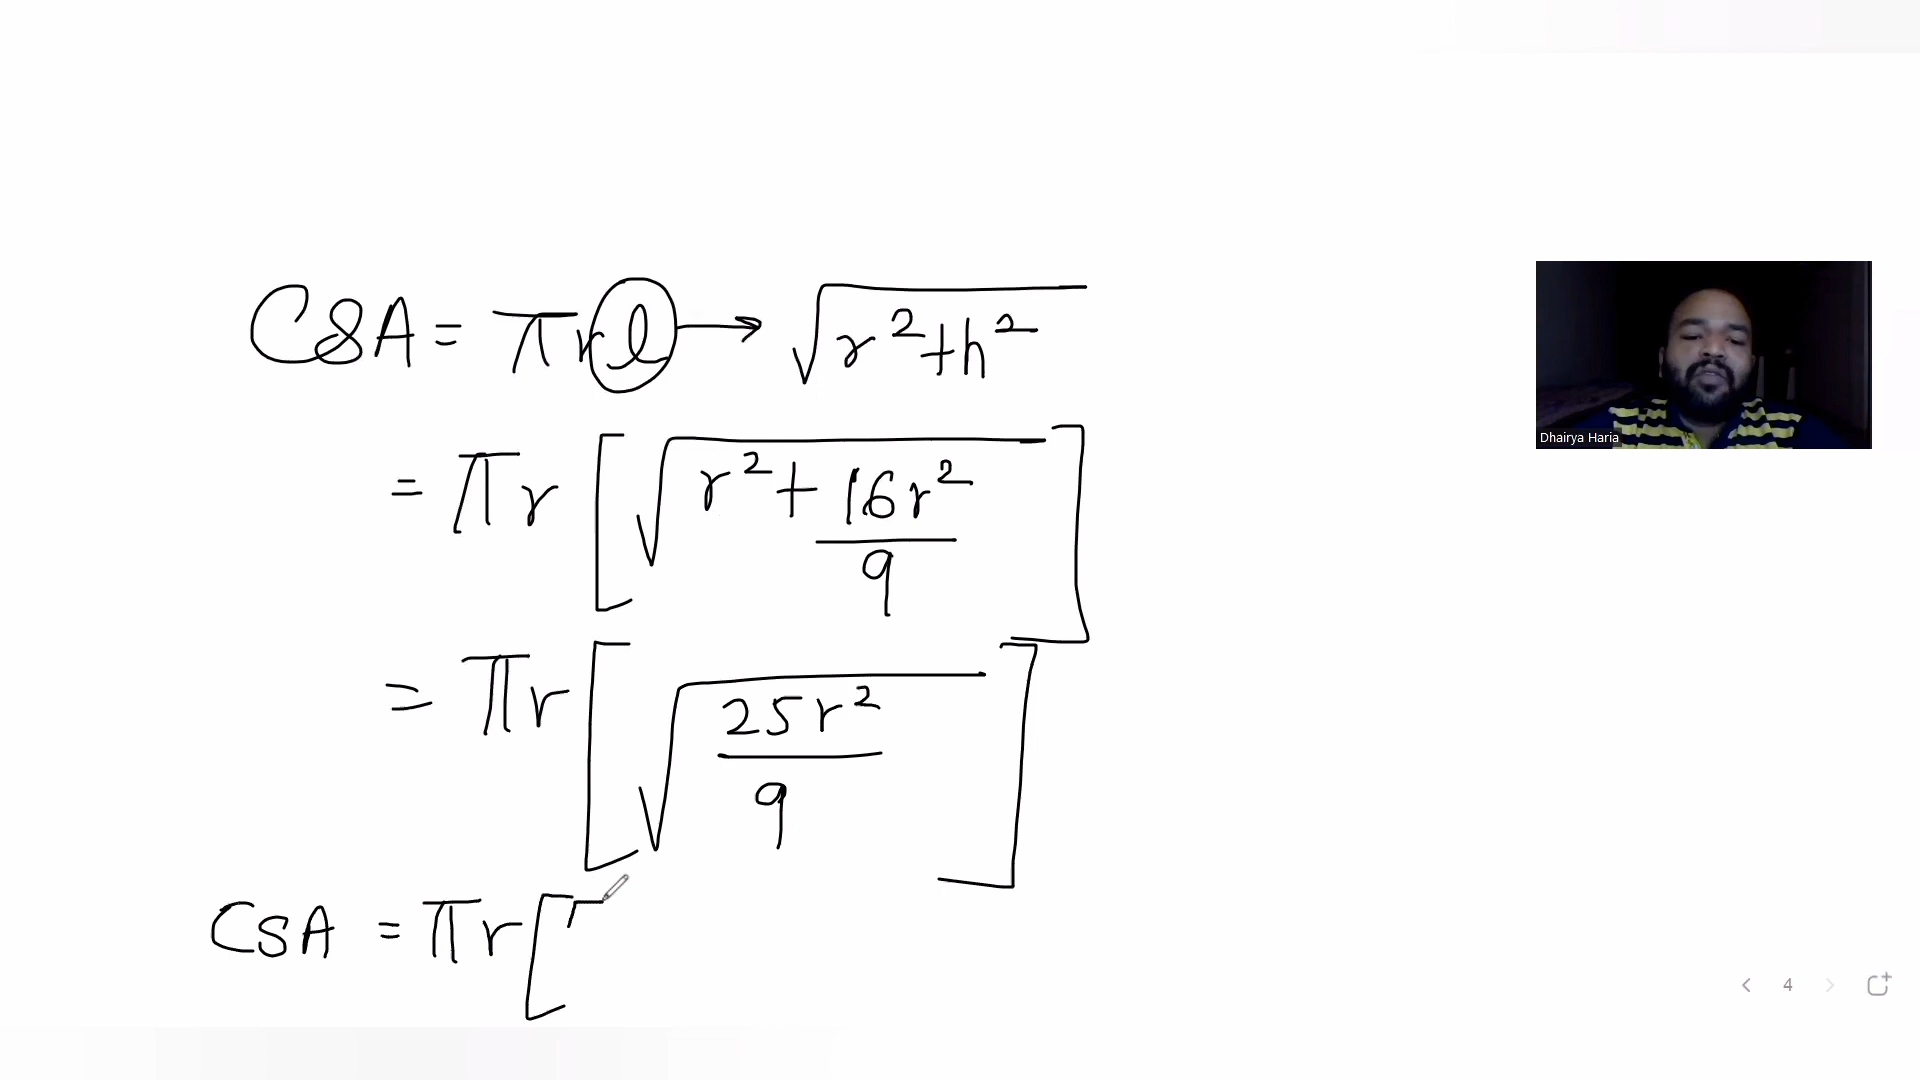 CSA = πrl → √(r²+h²)
= πr [√(r² + 16r²/9)]
= πr [√(25r²/9)]
CSA = πr [
Dhairya Haria
4